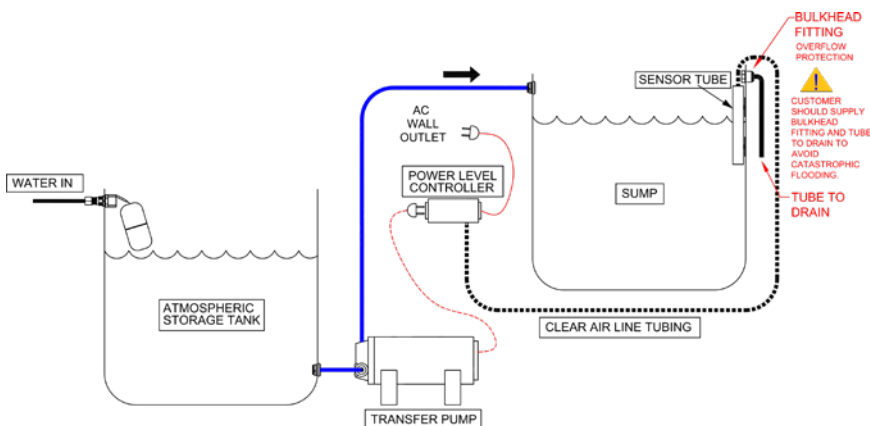 BULKHEAD
FITTING
OVERFLOW
PROTECTION
SENSOR TUBE
CUSTOMER
SHOULD SUPPLY
BULKHEAD
FITTING AND TUBE
TO DRAIN TO
AVOID
CATASTROPHIC
FLOODING.
AC
WALL
OUTLET
POWER LEVEL
CONTROLLER
WATER IN
SUMP
TUBE TO
DRAIN
ATMOSPHERIC
STORAGE TANK
CLEAR AIR LINE TUBING
TRANSFER PUMP